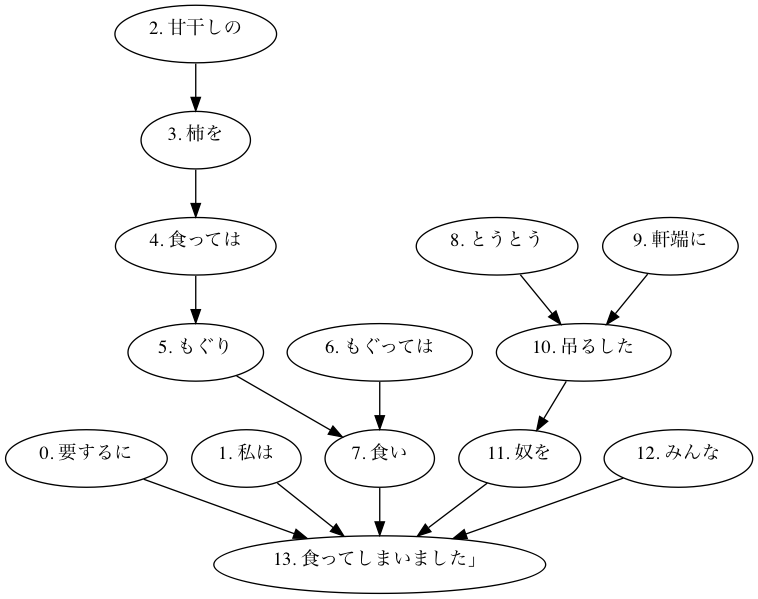 2. 甘干しの
3. 柿を
4. 食っては
8. とうとう
9. 軒端に
5. もぐり
6. もぐっては
10. 吊るした
0. 要するに
1. 私は
7. 食い
11. 奴を
12. みんな
13. 食ってしまいました」